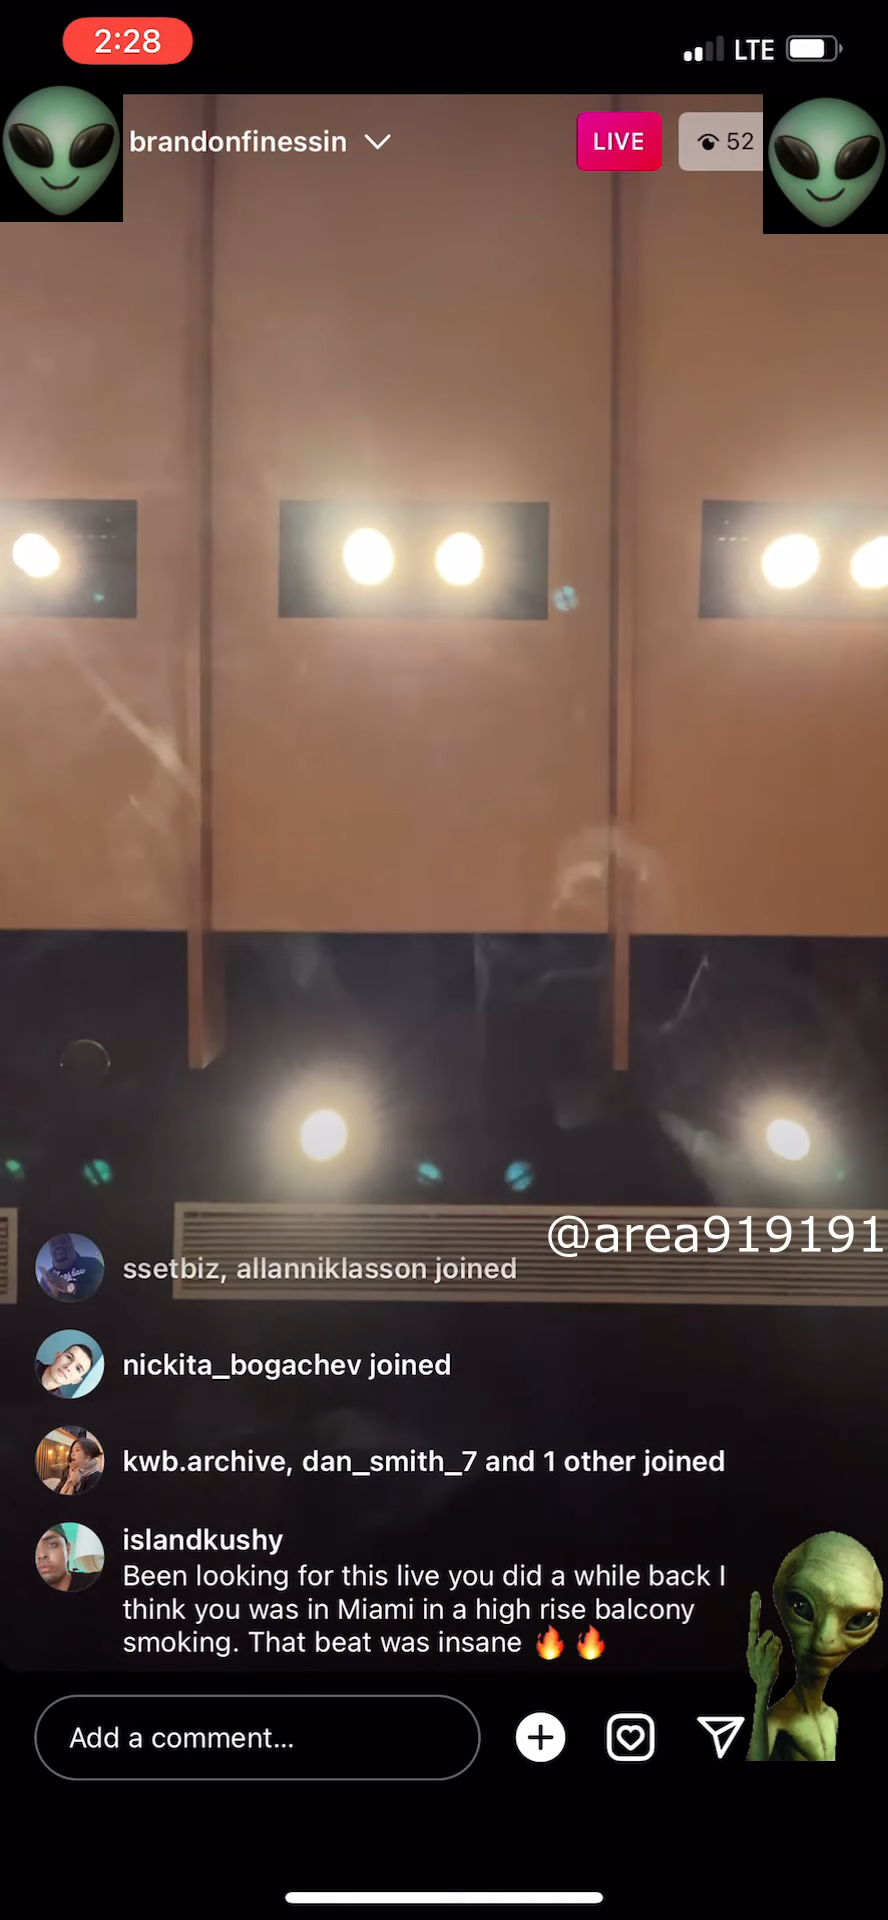 2:28
LTE
brandonfinessin
LIVE
52
@area919191
ssetbiz, allanniklasson joined
nickita_bogachev joined
kwb.archive, dan_smith_7 and 1 other joined
islandkushy
Been looking for this live you did a while back I
think you was in Miami in a high rise balcony
smoking. That beat was insane 🔥 🔥
Add a comment...